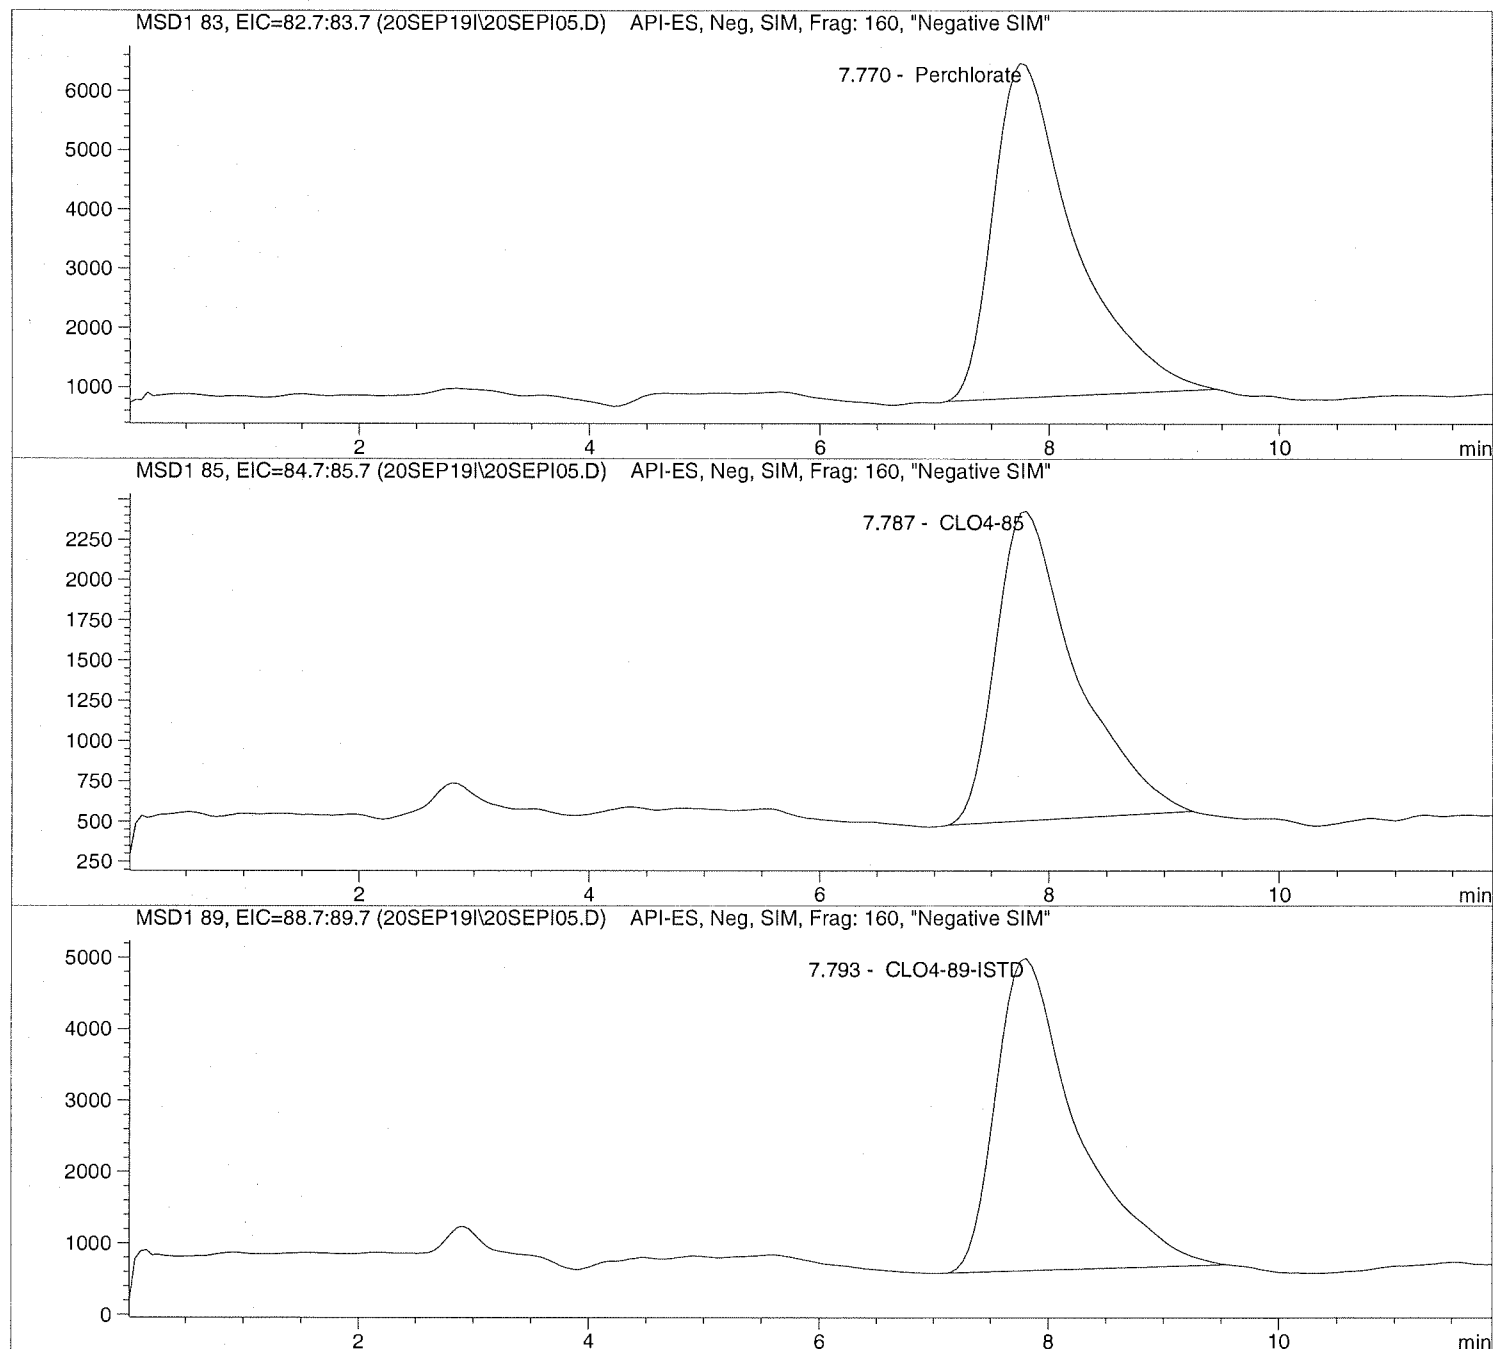 MSD1 83, EIC=82.7:83.7 (20SEP19I\20SEPI05.D) API-ES, Neg, SIM, Frag: 160, "Negative SIM"
7.770 - Perchlorate
6000
5000
4000
3000
2000
1000
2 4 6 8 10 min
MSD1 85, EIC=84.7:85.7 (20SEP19I\20SEPI05.D) API-ES, Neg, SIM, Frag: 160, "Negative SIM"
7.787 - CLO4-85
2250
2000
1750
1500
1250
1000
750
500
250
2 4 6 8 10 min
MSD1 89, EIC=88.7:89.7 (20SEP19I\20SEPI05.D) API-ES, Neg, SIM, Frag: 160, "Negative SIM"
5000
7.793 - CLO4-89-ISTD
4000
3000
2000
1000
0
2 4 6 8 10 min